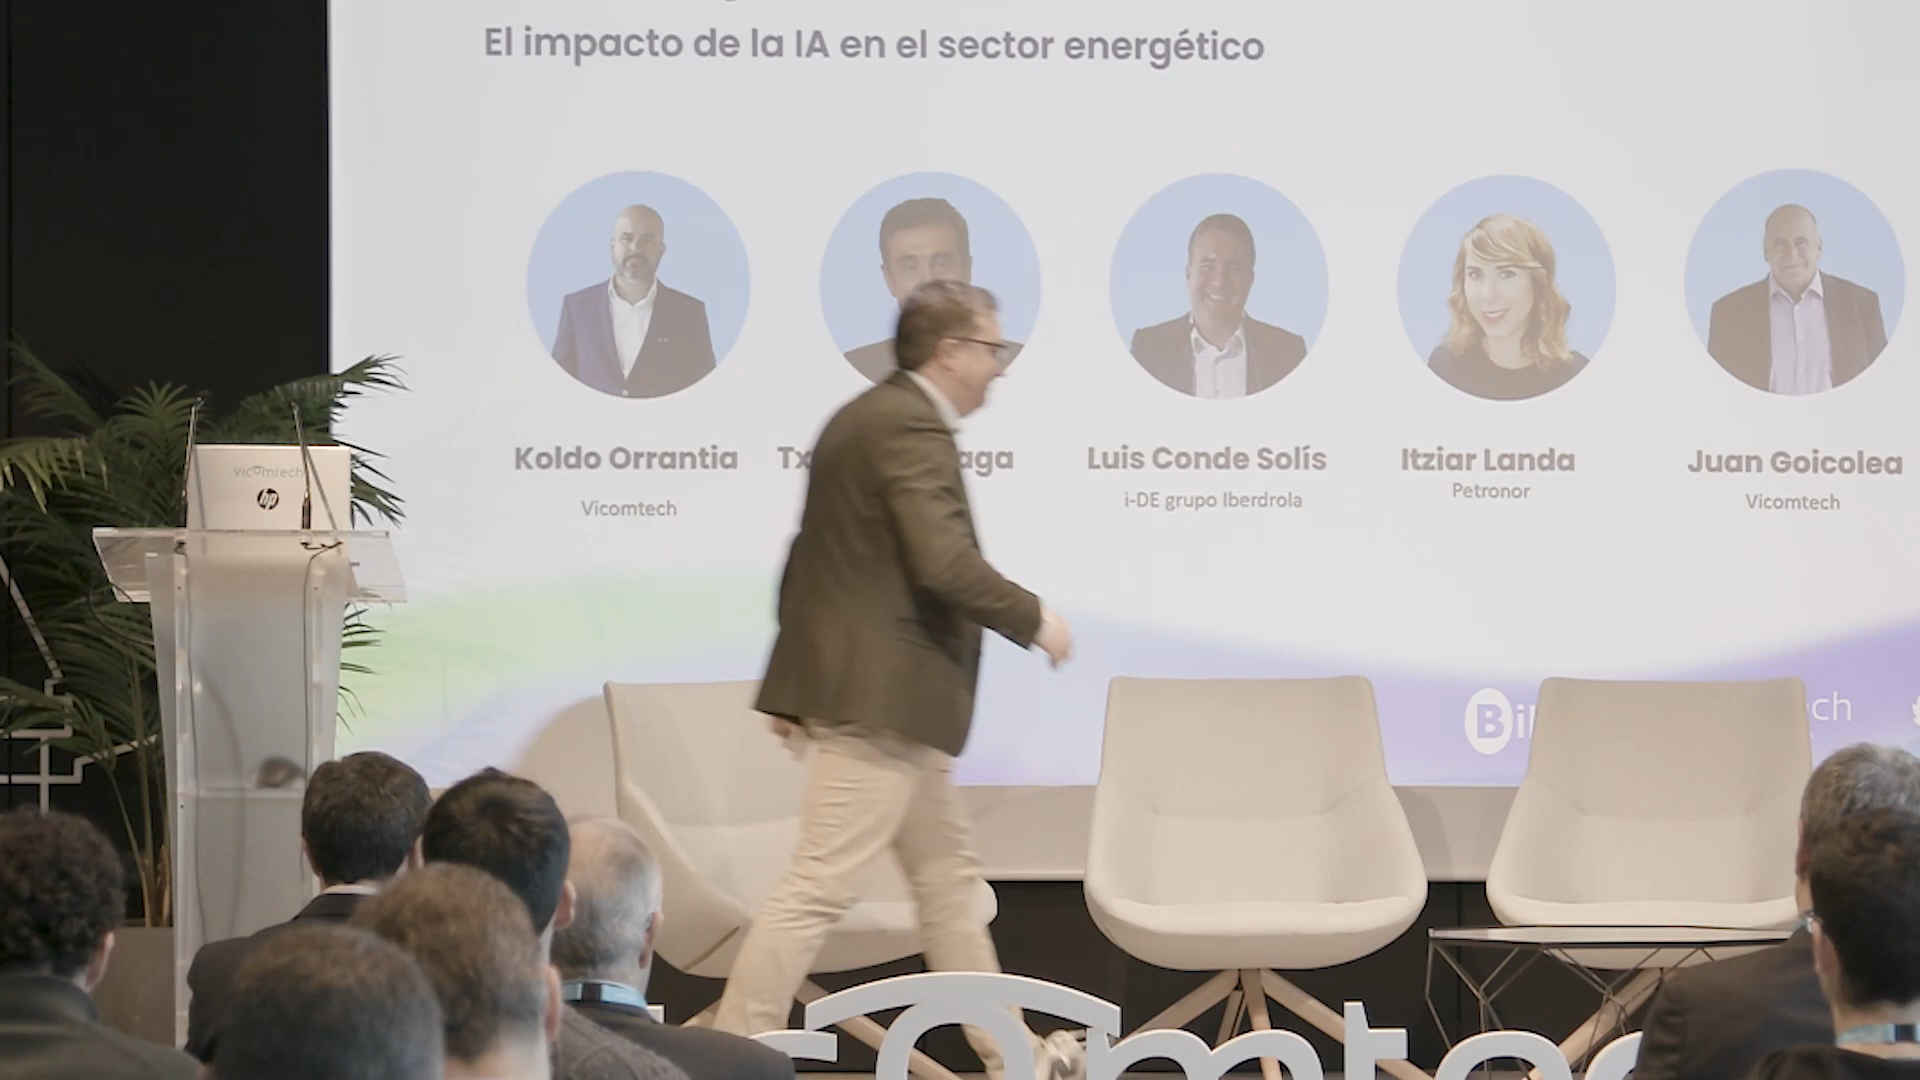 El impacto de la IA en el sector energético
Koldo Orrantia
Vicomtech
Luis Conde Solís
i-DE grupo Iberdrola
Itziar Landa
Petronor
Juan Goicolea
Vicomtech
vicomtech
hp